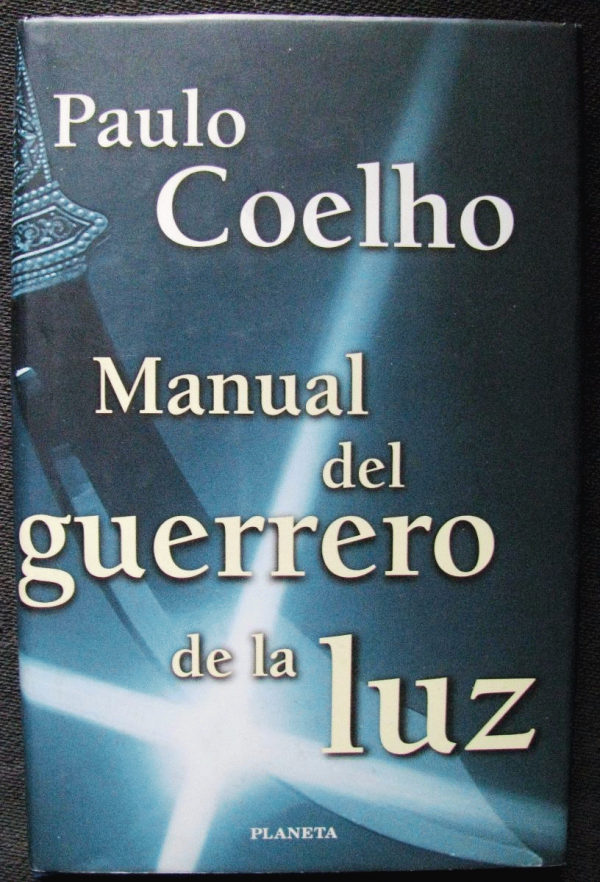 Paulo
Coelho
Manual
del
guerrero
de la
luz
PLANETA